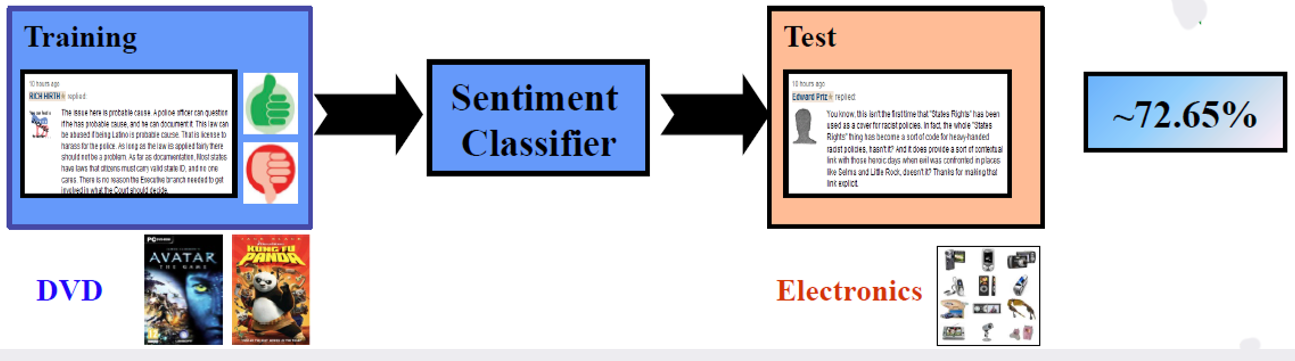 Training
10 hours ago
RICH HIRTH replied:
The issue here is probable cause. A police officer can question
if he has probable cause, and he can document it. This law can
be abused if being Latino is probable cause. That is license to
harass for the police. As long as the law is applied fairly there
should not be a problem. As far as documentation, Most states
have laws that citizens must carry valid state ID, and no one
cares. There is no reason the Executive branch needed to get
involved in what the Court should decide.
Sentiment
Classifier
Test
10 hours ago
Edward Pitz replied:
You know, this isn't the first time that "States Rights" has been
used as a cover for racist policies. In fact, the whole "States
Rights" thing has become a sort of code for heavy-handed
racist policies, hasn't it? And it does provide a sort of contextual
link with those heroic days when evil was confronted in places
like Selma and Little Rock, doesn't it? Thanks for making that
link explicit.
~72.65%
DVD
PC
AVATAR
THE GAME
KUNG FU
PANDA
Electronics